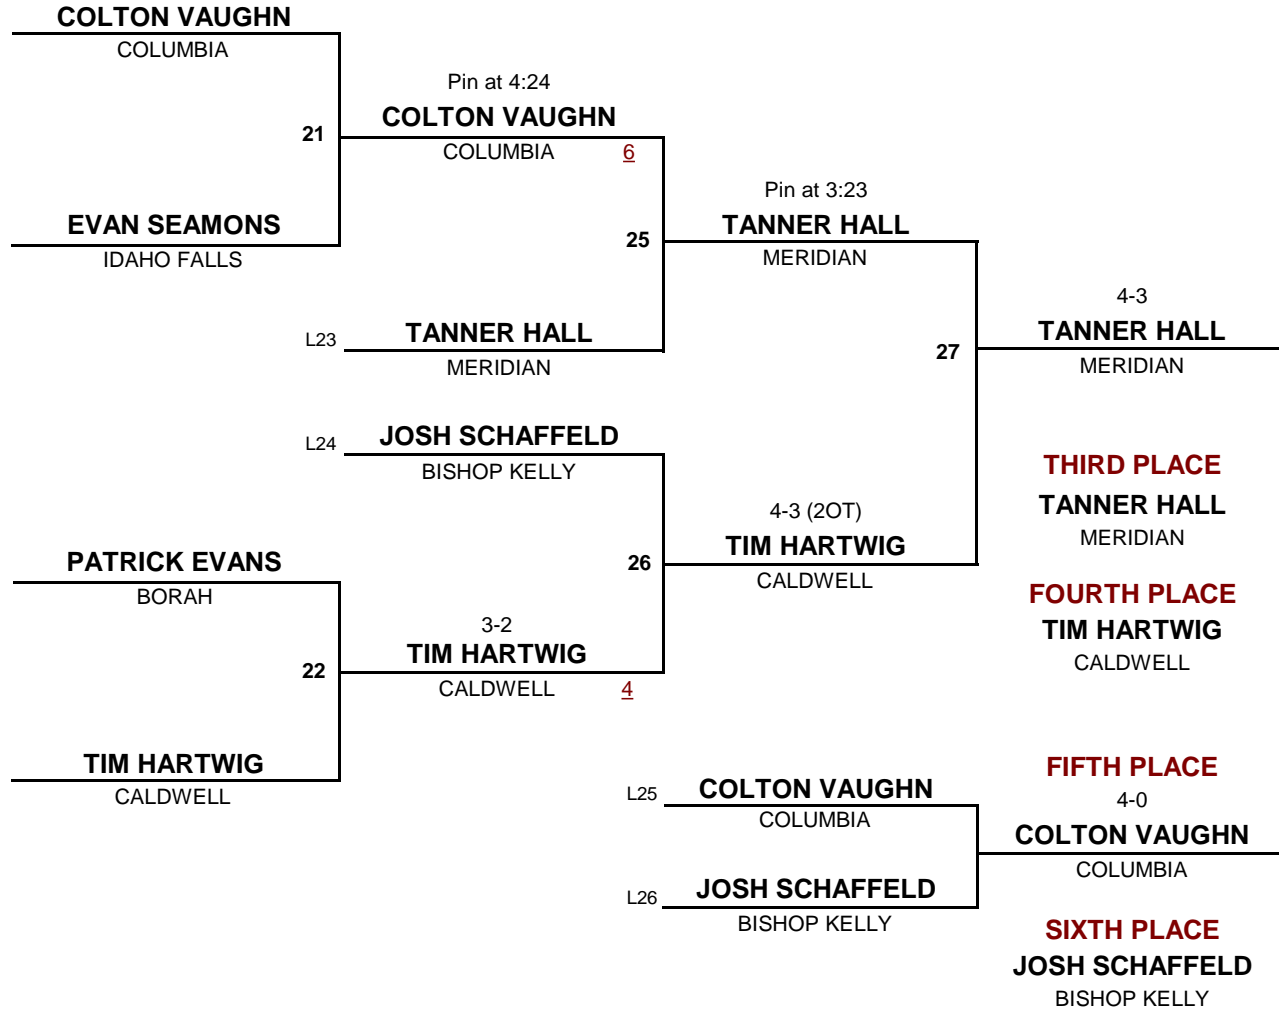 COLTON VAUGHN
COLUMBIA
21
EVAN SEAMONS
IDAHO FALLS
Pin at 4:24
COLTON VAUGHN
COLUMBIA 6
25
L23 TANNER HALL
MERIDIAN
Pin at 3:23
TANNER HALL
MERIDIAN
27
4-3
TANNER HALL
MERIDIAN
L24 JOSH SCHAFFELD
BISHOP KELLY
26
PATRICK EVANS
BORAH
22
TIM HARTWIG
CALDWELL
3-2
TIM HARTWIG
CALDWELL 4
4-3 (2OT)
TIM HARTWIG
CALDWELL
THIRD PLACE
TANNER HALL
MERIDIAN
FOURTH PLACE
TIM HARTWIG
CALDWELL
L25 COLTON VAUGHN
COLUMBIA
L26 JOSH SCHAFFELD
BISHOP KELLY
FIFTH PLACE
4-0
COLTON VAUGHN
COLUMBIA
SIXTH PLACE
JOSH SCHAFFELD
BISHOP KELLY